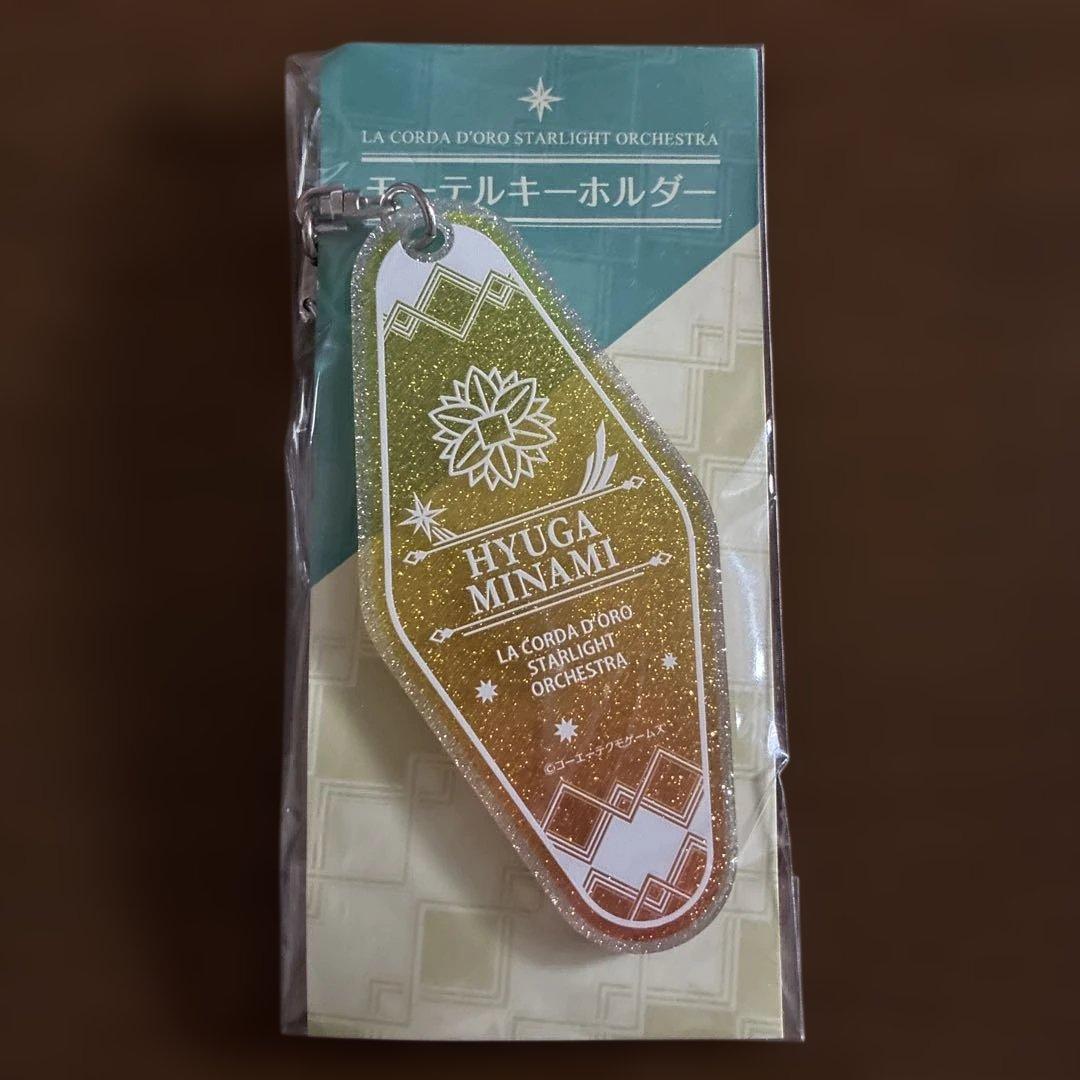 LA CORDA D'ORO STARLIGHT ORCHESTRA
モーテルキーホルダー
HYUGA
MINAMI
LA CORDA D'ORO
STARLIGHT
ORCHESTRA
©コーエーテクモゲームス